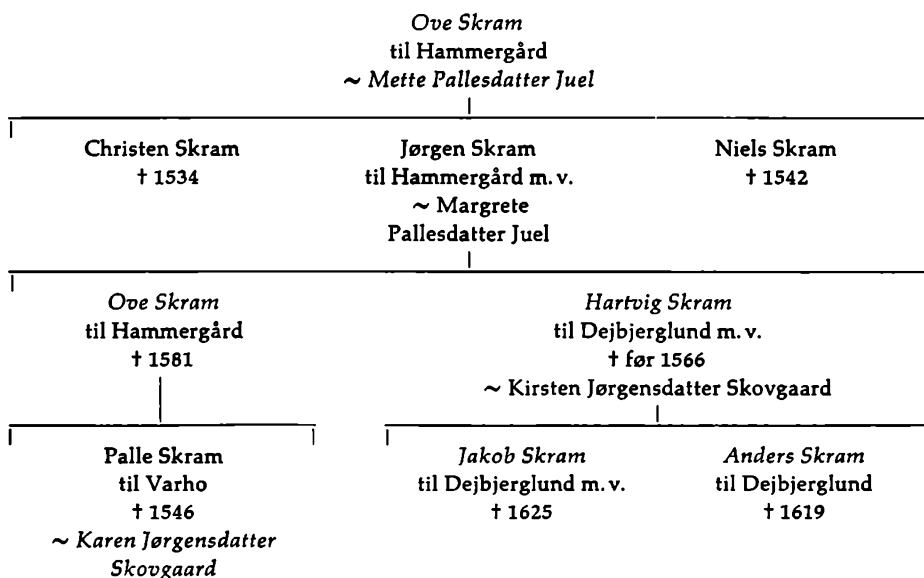 Ove Skram
til Hammergård
~ Mette Pallesdatter Juel
Christen Skram
† 1534
Jørgen Skram
til Hammergård m. v.
~ Margrete
Pallesdatter Juel
Niels Skram
† 1542
Ove Skram
til Hammergård
† 1581
Hartvig Skram
til Dejbjerglund m. v.
† før 1566
~ Kirsten Jørgensdatter Skovgaard
Palle Skram
til Varho
† 1546
~ Karen Jørgensdatter
Skovgaard
Jakob Skram
til Dejbjerglund m. v.
† 1625
Anders Skram
til Dejbjerglund
† 1619